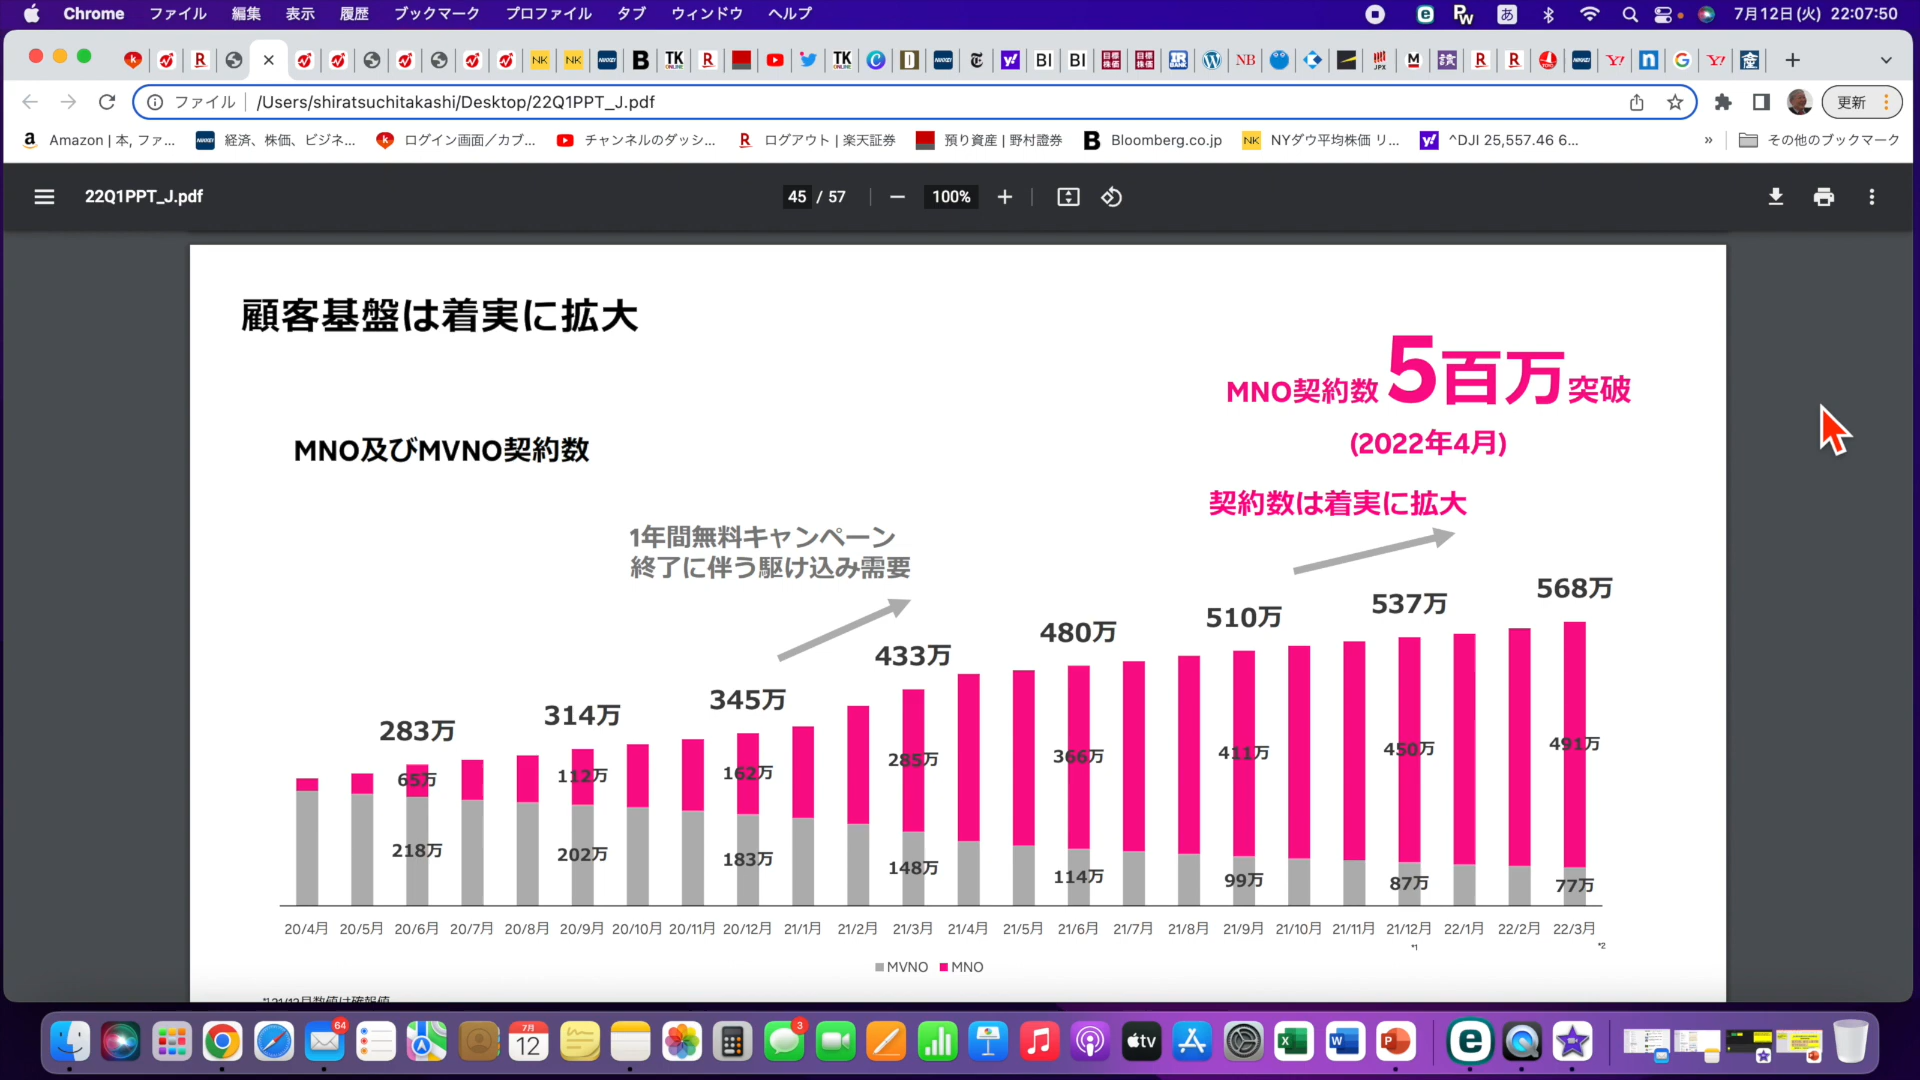 Chrome ファイル 編集 表示 履歴 ブックマーク プロファイル タブ ウィンドウ ヘルプ 7月12日(火) 22:07:50
ファイル /Users/shiratsuchitakashi/Desktop/22Q1PPT_J.pdf 更新
Amazon | 本, ファ... 経済、株価、ビジネ... ログイン画面／カブ... チャンネルのダッシ... ログアウト | 楽天証券 預り資産 | 野村證券 Bloomberg.co.jp NYダウ平均株価 リ... ^DJI 25,557.46 6... » その他のブックマーク
22Q1PPT_J.pdf 45 / 57 100%
顧客基盤は着実に拡大
MNO契約数 5百万突破
(2022年4月)
MNO及びMVNO契約数
契約数は着実に拡大
1年間無料キャンペーン
終了に伴う駆け込み需要
283万 314万 345万 433万 480万 510万 537万 568万
65万 112万 162万 285万 366万 411万 450万 491万
218万 202万 183万 148万 114万 99万 87万 77万
20/4月 20/5月 20/6月 20/7月 20/8月 20/9月 20/10月 20/11月 20/12月 21/1月 21/2月 21/3月 21/4月 21/5月 21/6月 21/7月 21/8月 21/9月 21/10月 21/11月 21/12月 22/1月 22/2月 22/3月
*1 *2
MVNO MNO
*1 21/12月数値は確報値
64 7月 12 3 tv